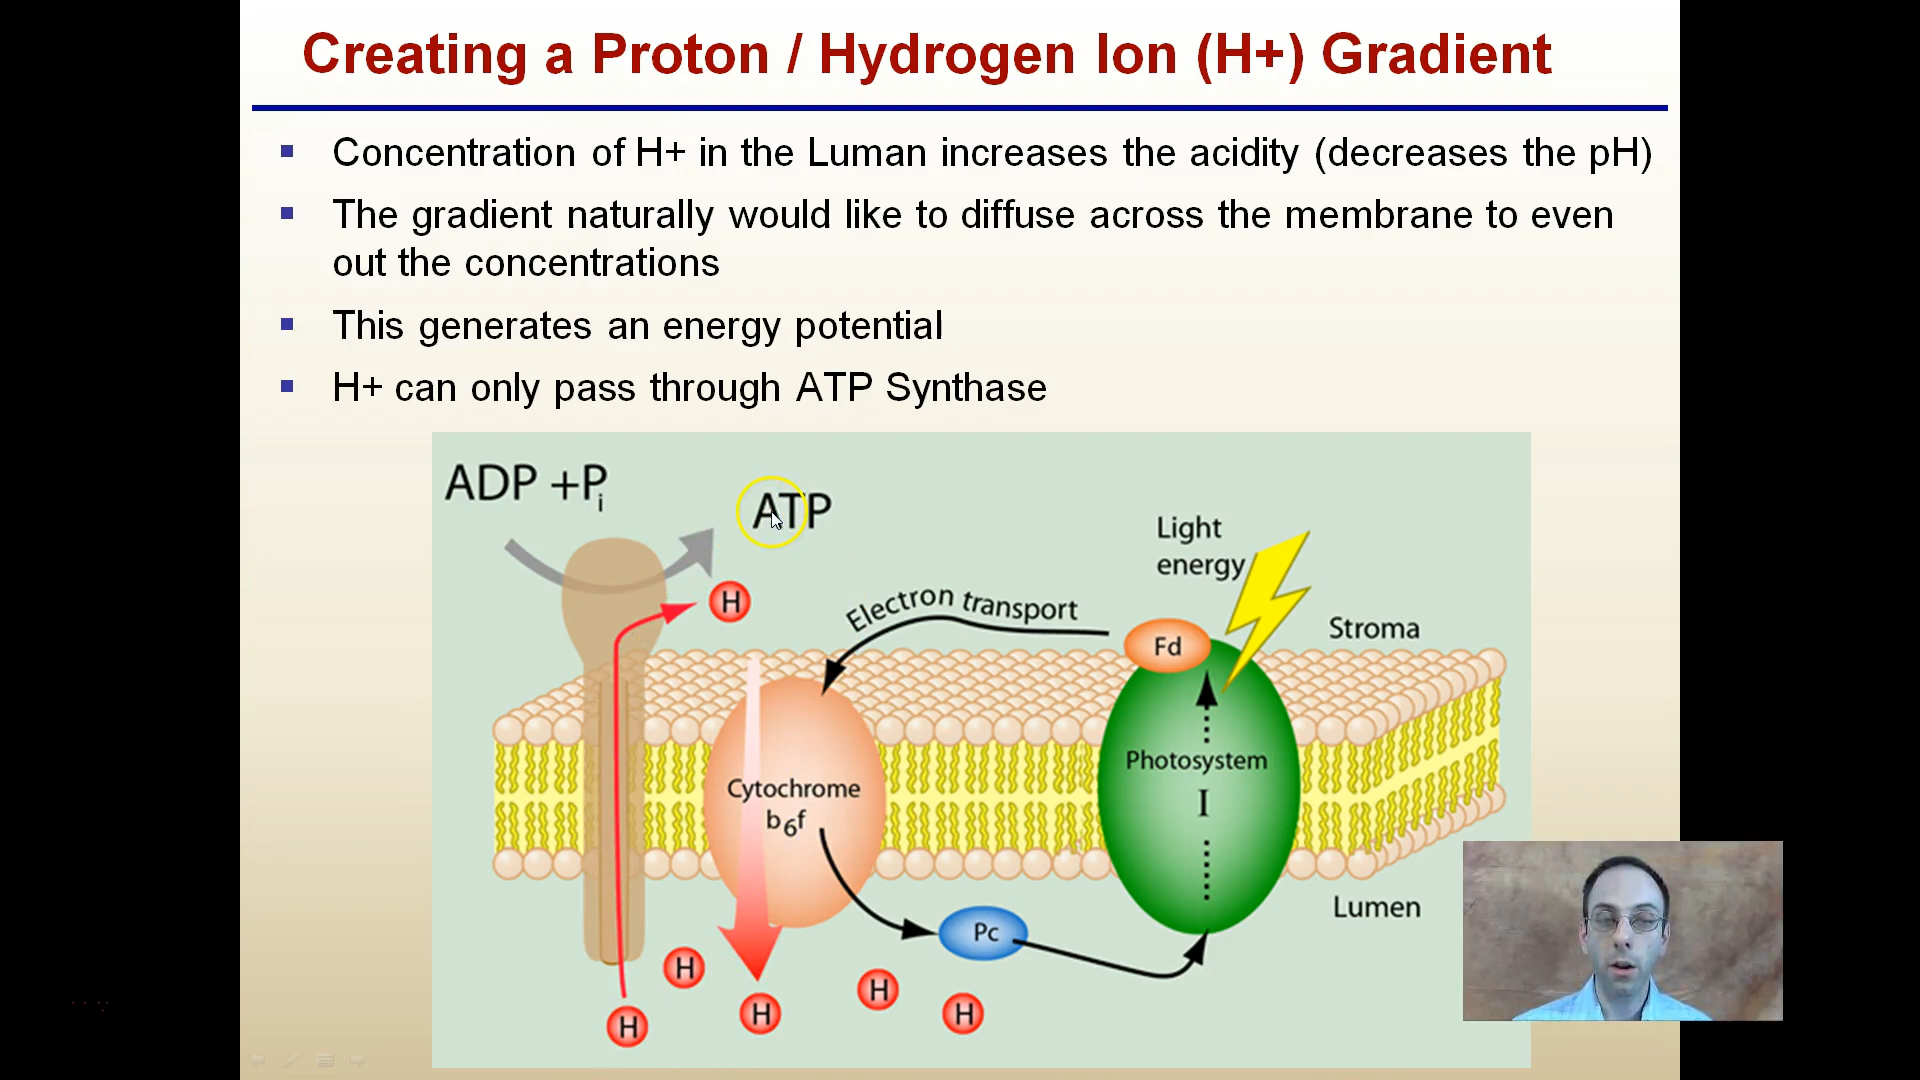 Creating a Proton / Hydrogen Ion (H+) Gradient
Concentration of H+ in the Luman increases the acidity (decreases the pH)
The gradient naturally would like to diffuse across the membrane to even
out the concentrations
This generates an energy potential
H+ can only pass through ATP Synthase
ADP +Pi
ATP
Light
energy
H
Electron transport
Fd
Stroma
Photosystem
I
Cytochrome
b6f
Lumen
Pc
H
H
H
H
H